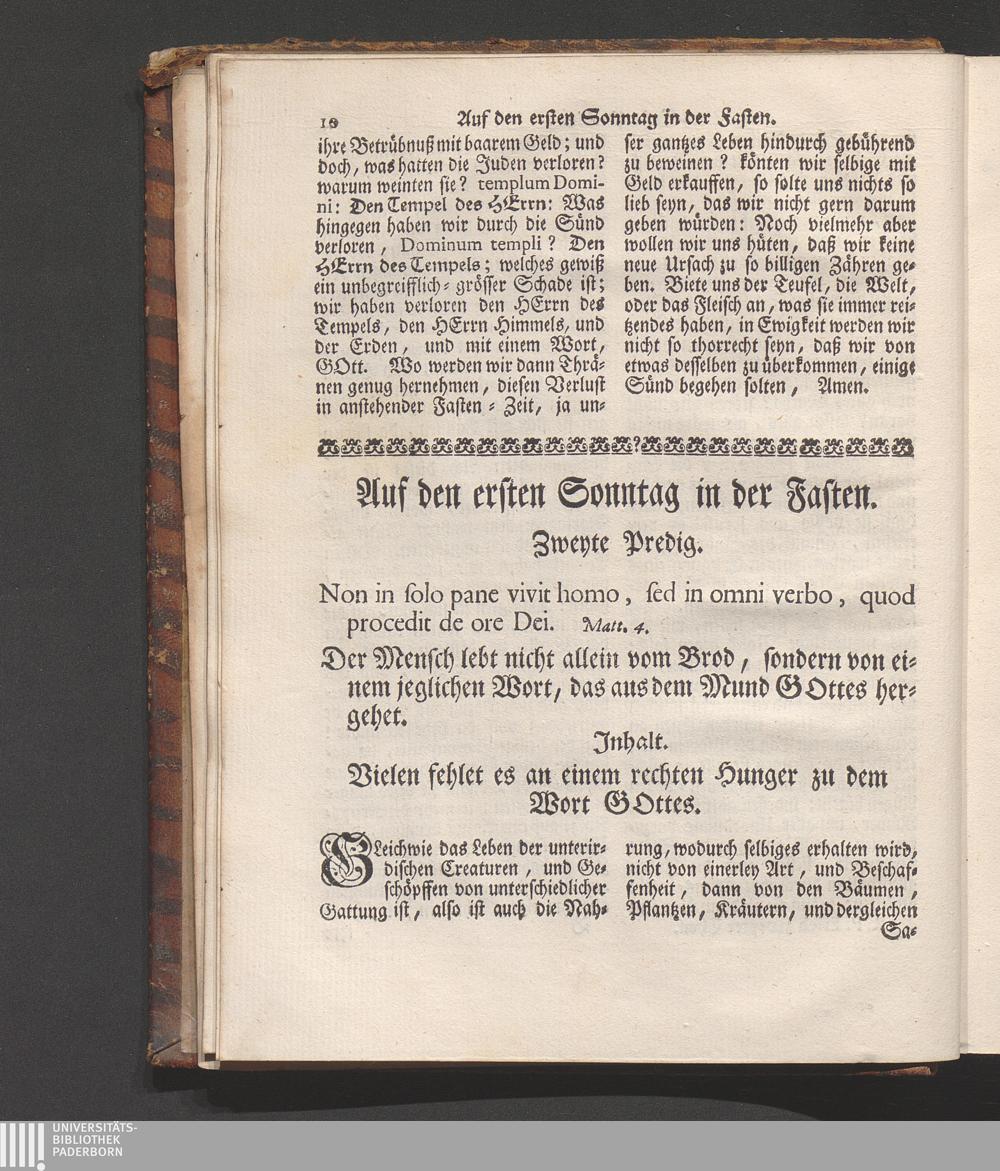 10 Auf den ersten Sonntag in der Fasten.
ihre Betrübnuß mit baarem Geld; und
doch, was hatten die Juden verloren?
warum weinten sie? templum Domi-
ni: Den Tempel des HErrn: Was
hingegen haben wir durch die Sünd
verloren, Dominum templi? Den
HErrn des Tempels; welches gewiß
ein unbegreifflich-grösser Schade ist;
wir haben verloren den HErrn des
Tempels, den HErrn Himmels, und
der Erden, und mit einem Wort,
GOtt. Wo werden wir dann Thrä-
nen genug hernehmen, diesen Verlust
in anstehender Fasten-Zeit, ja un-
ser gantzes Leben hindurch gebührend
zu beweinen? könten wir selbige mit
Geld erkauffen, so solte uns nichts so
lieb seyn, das wir nicht gern darum
geben würden: Noch vielmehr aber
wollen wir uns hüten, daß wir keine
neue Ursach zu so billigen Zähren ge-
ben. Biete uns der Teufel, die Welt,
oder das Fleisch an, was sie immer rei-
tzendes haben, in Ewigkeit werden wir
nicht so thorrecht seyn, daß wir von
etwas desselben zu überkommen, einige
Sünd begehen solten, Amen.
Auf den ersten Sonntag in der Fasten.
Zweyte Predig.
Non in solo pane vivit homo, sed in omni verbo, quod
procedit de ore Dei. Matt. 4.
Der Mensch lebt nicht allein vom Brod, sondern von ei-
nem jeglichen Wort, das aus dem Mund GOttes her-
gehet.
Inhalt.
Vielen fehlet es an einem rechten Hunger zu dem
Wort GOttes.
GLeichwie das Leben der unterir-
dischen Creaturen, und Ge-
schöpffen von unterschiedlicher
Gattung ist, also ist auch die Nah-
rung, wodurch selbiges erhalten wird,
nicht von einerley Art, und Beschaf-
fenheit, dann von den Bäumen,
Pflantzen, Kräutern, und dergleichen
Sa-
UNIVERSITÄTS-
BIBLIOTHEK
PADERBORN